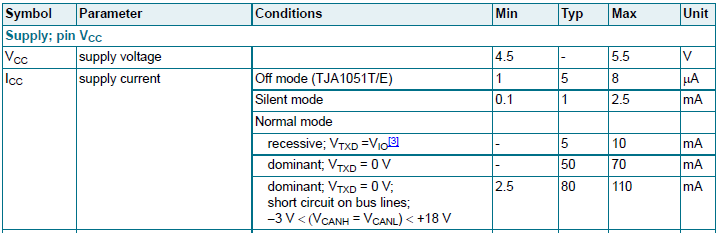 Symbol Parameter Conditions Min Typ Max Unit
Supply; pin VCC
VCC supply voltage 4.5 - 5.5 V
ICC supply current Off mode (TJA1051T/E) 1 5 8 μA
Silent mode 0.1 1 2.5 mA
Normal mode
recessive; VTXD =VIO[3] - 5 10 mA
dominant; VTXD = 0 V - 50 70 mA
dominant; VTXD = 0 V; 2.5 80 110 mA
short circuit on bus lines;
−3 V < (VCANH = VCANL) < +18 V